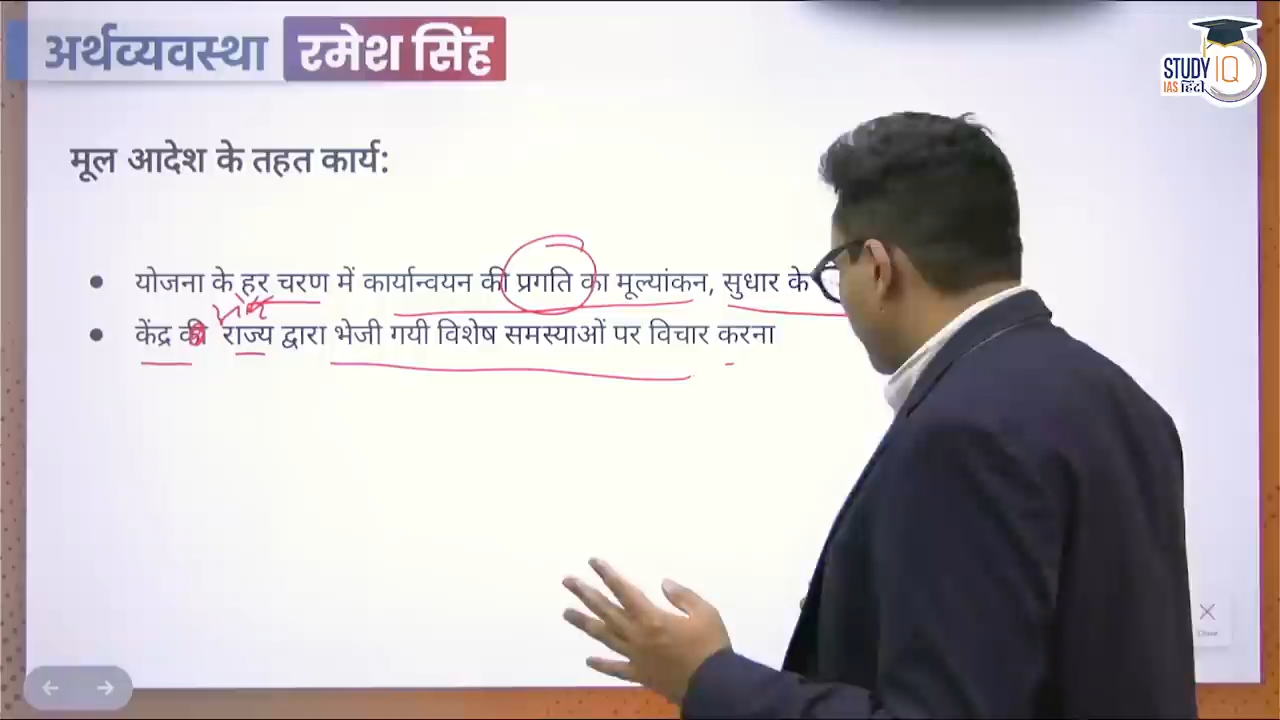 अर्थव्यवस्था रमेश सिंह
STUDY IQ
IAS हिंदी
मूल आदेश के तहत कार्य:
• योजना के हर चरण में कार्यान्वयन की प्रगति का मूल्यांकन, सुधार के
• केंद्र राज्य द्वारा भेजी गयी विशेष समस्याओं पर विचार करना
Close